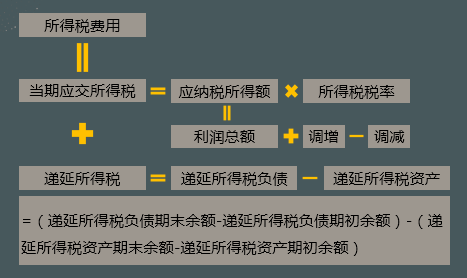 所得税费用
‖
当期应交所得税 = 应纳税所得额 × 所得税税率
‖
+ 利润总额 + 调增 - 调减
递延所得税 = 递延所得税负债 - 递延所得税资产
=（递延所得税负债期末余额-递延所得税负债期初余额）-（递
延所得税资产期末余额-递延所得税资产期初余额）